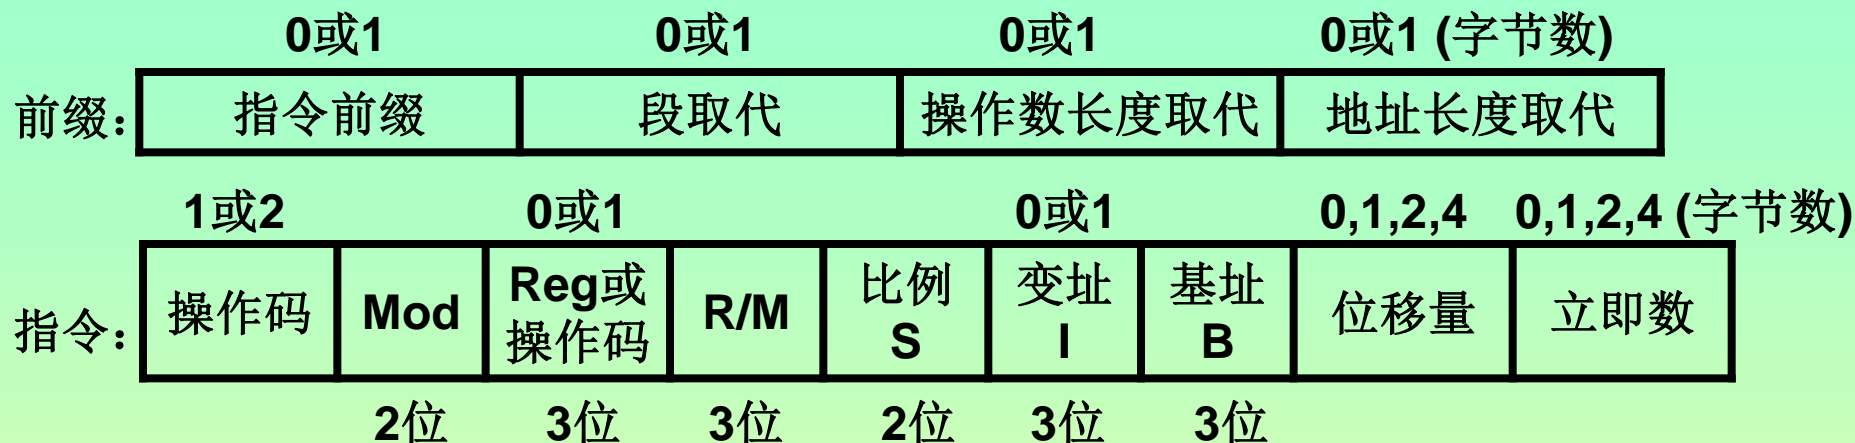 0或1 0或1 0或1 0或1 (字节数)
前缀： 指令前缀 段取代 操作数长度取代 地址长度取代
1或2 0或1 0或1 0,1,2,4 0,1,2,4 (字节数)
指令： 操作码 Mod Reg或 操作码 R/M 比例 S 变址 I 基址 B 位移量 立即数
2位 3位 3位 2位 3位 3位